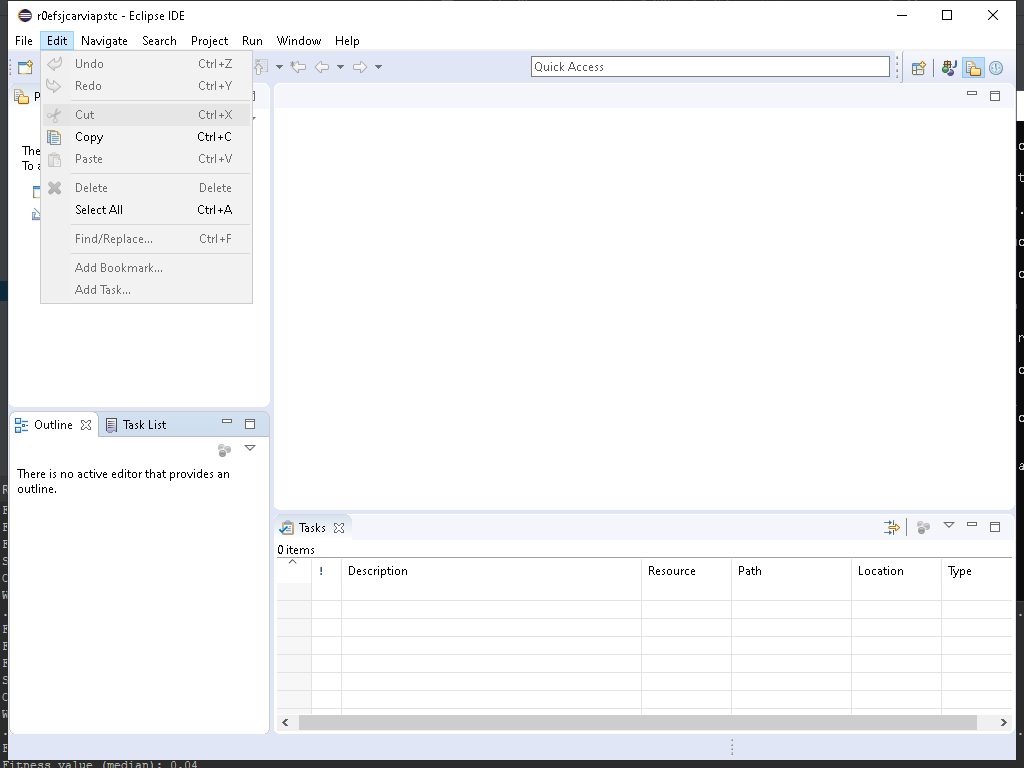 r0efsjcarviapstc - Eclipse IDE
File Edit Navigate Search Project Run Window Help
Undo Ctrl+Z
Quick Access
Redo Ctrl+Y
Cut Ctrl+X
Copy Ctrl+C
Paste Ctrl+V
Delete Delete
Select All Ctrl+A
Find/Replace... Ctrl+F
Add Bookmark...
Add Task...
The
To
Outline Task List
There is no active editor that provides an
outline.
Tasks
0 items
! Description Resource Path Location Type
Fitness value (median): 0.04